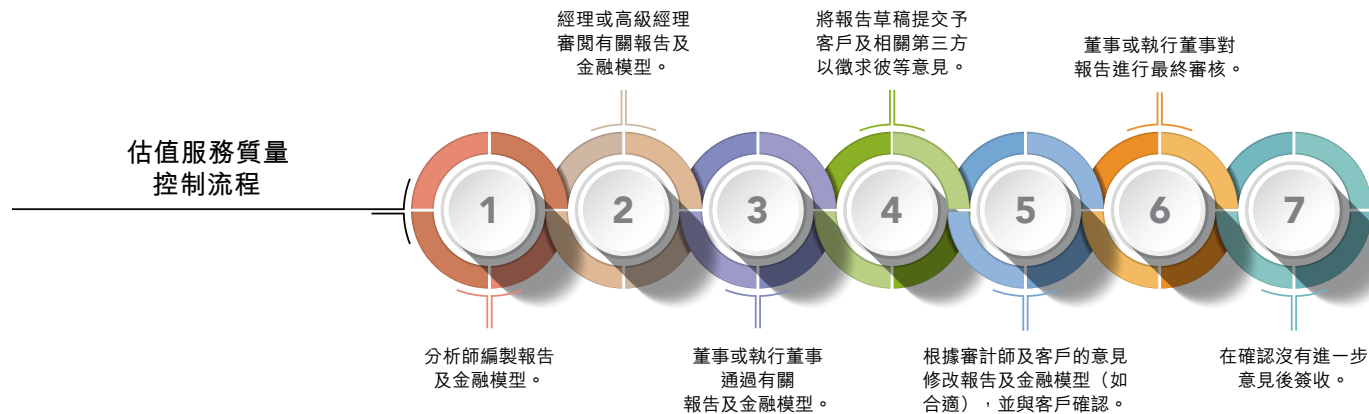 估值服務質量
控制流程
1
分析師編製報告
及金融模型。
2
經理或高級經理
審閱有關報告及
金融模型。
3
董事或執行董事
通過有關
報告及金融模型。
4
將報告草稿提交予
客戶及相關第三方
以徵求彼等意見。
5
根據審計師及客戶的意見
修改報告及金融模型（如
合適），並與客戶確認。
6
董事或執行董事對
報告進行最終審核。
7
在確認沒有進一步
意見後簽收。